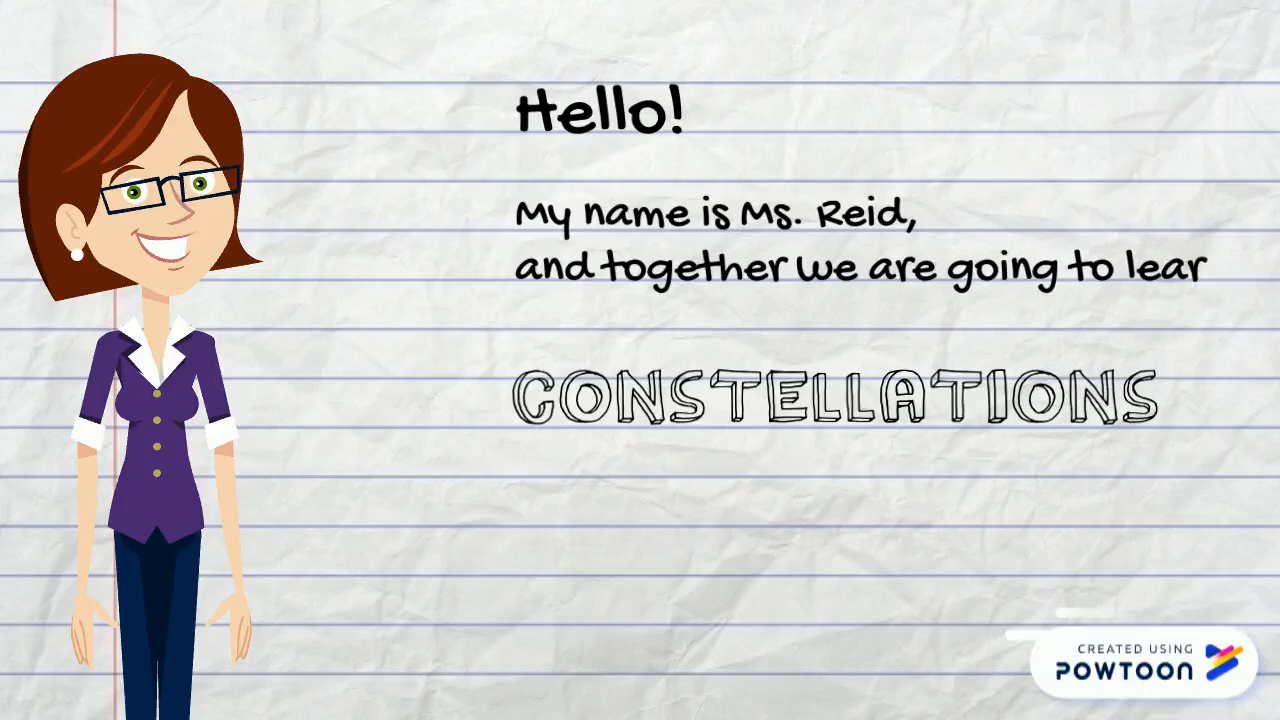 Hello!
My name is Ms. Reid,
and together we are going to lear
CONSTELLATIONS
CREATED USING
POWTOON